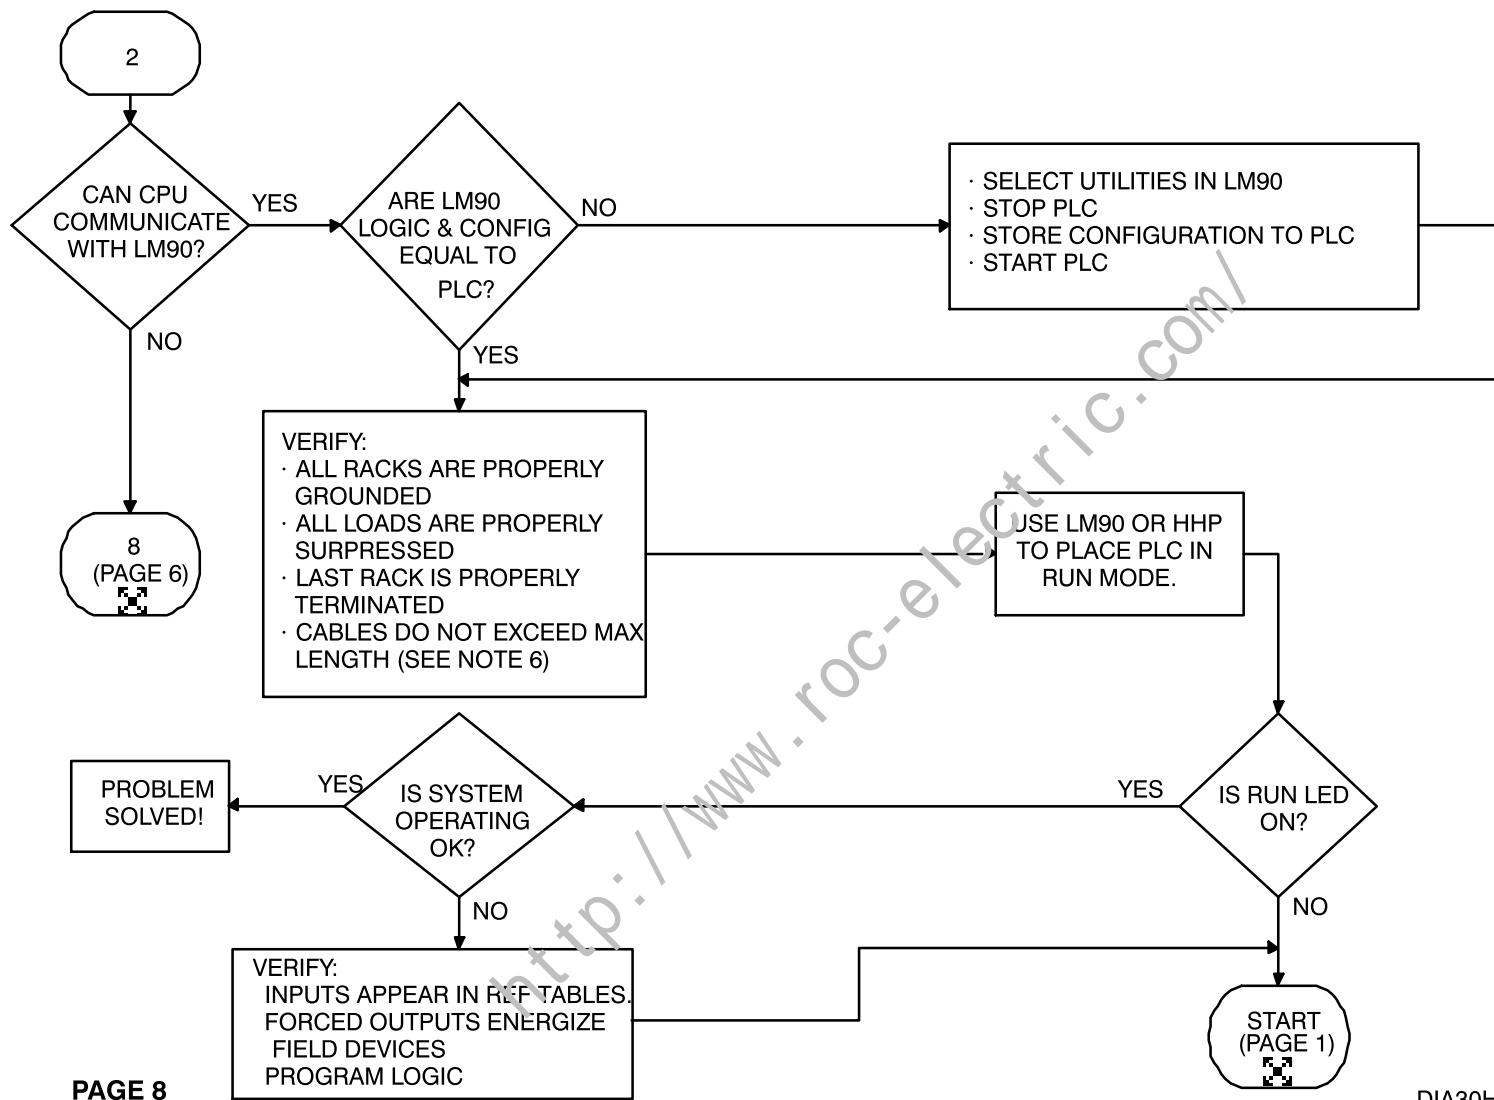 2
CAN CPU
COMMUNICATE
WITH LM90?
YES
NO
ARE LM90
LOGIC & CONFIG
EQUAL TO
PLC?
NO
YES
· SELECT UTILITIES IN LM90
· STOP PLC
· STORE CONFIGURATION TO PLC
· START PLC
8
(PAGE 6)
VERIFY:
· ALL RACKS ARE PROPERLY
GROUNDED
· ALL LOADS ARE PROPERLY
SURPRESSED
· LAST RACK IS PROPERLY
TERMINATED
· CABLES DO NOT EXCEED MAX
LENGTH (SEE NOTE 6)
USE LM90 OR HHP
TO PLACE PLC IN
RUN MODE.
IS RUN LED
ON?
YES
NO
IS SYSTEM
OPERATING
OK?
YES
NO
PROBLEM
SOLVED!
VERIFY:
INPUTS APPEAR IN REF TABLES.
FORCED OUTPUTS ENERGIZE
FIELD DEVICES
PROGRAM LOGIC
START
(PAGE 1)
PAGE 8
DIA30H
http://www.roc-electric.com/